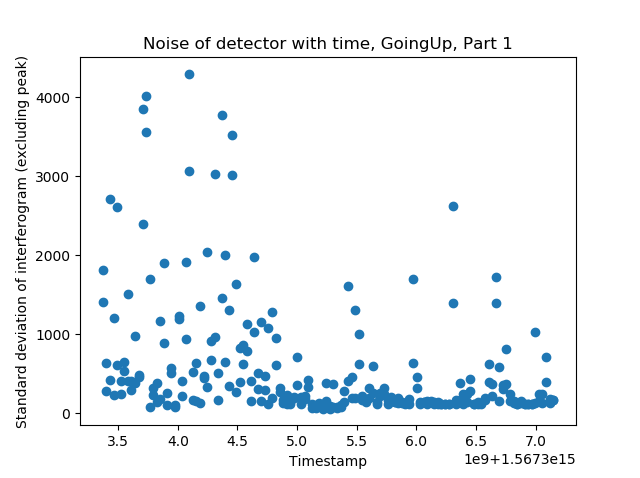 Noise of detector with time, GoingUp, Part 1
Standard deviation of interferogram (excluding peak)
4000
3000
2000
1000
0
3.5 4.0 4.5 5.0 5.5 6.0 6.5 7.0
Timestamp
1e9+1.5673e15